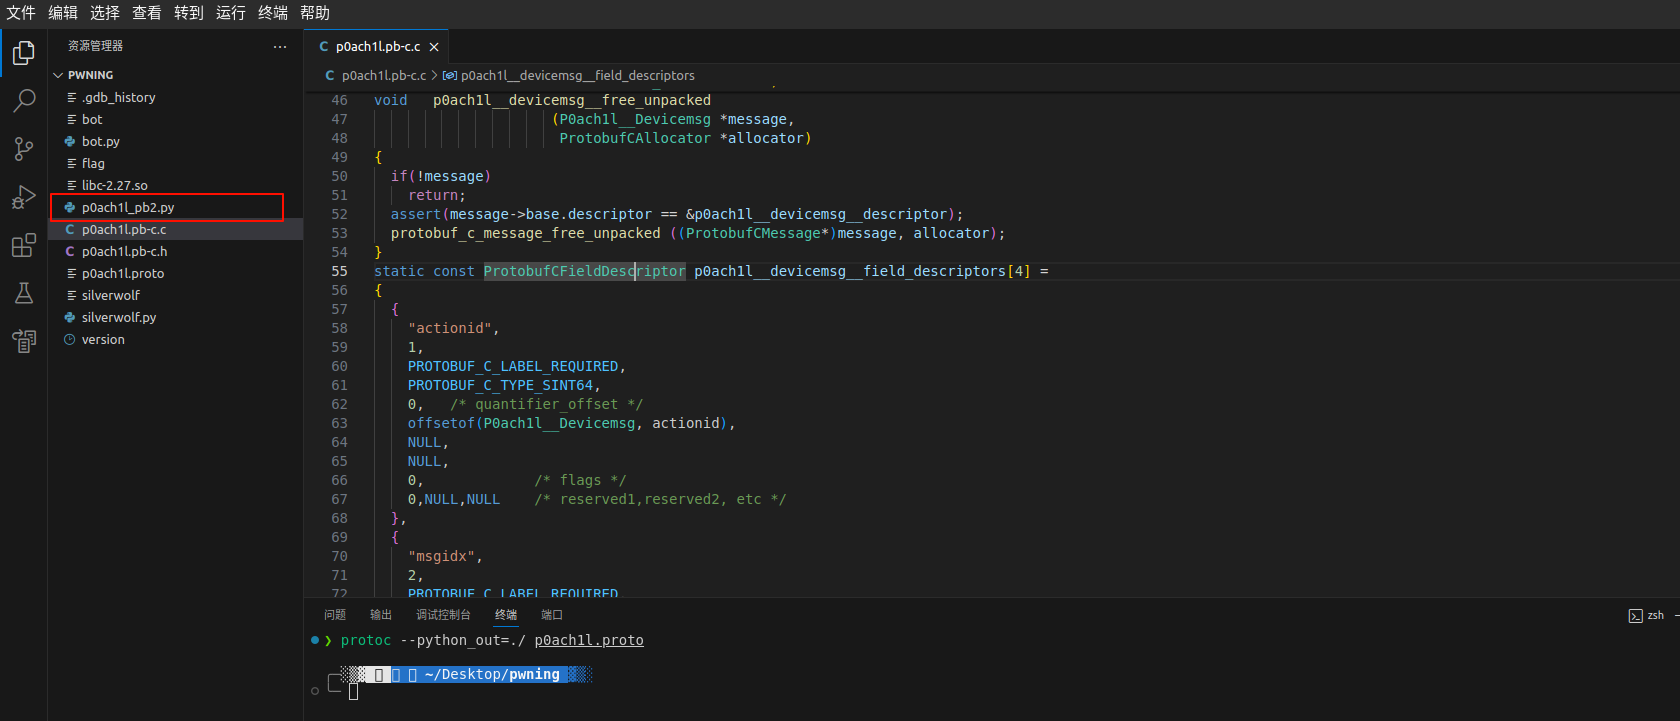 文件 编辑 选择 查看 转到 运行 终端 帮助
资源管理器 ···
PWNING
.gdb_history
bot
bot.py
flag
libc-2.27.so
p0ach1l_pb2.py
p0ach1l.pb-c.c
p0ach1l.pb-c.h
p0ach1l.proto
silverwolf
silverwolf.py
version
C p0ach1l.pb-c.c
C p0ach1l.pb-c.c > p0ach1l__devicemsg__field_descriptors
46 void   p0ach1l__devicemsg__free_unpacked
47 (P0ach1l__Devicemsg *message,
48 ProtobufCAllocator *allocator)
49 {
50 if(!message)
51 return;
52 assert(message->base.descriptor == &p0ach1l__devicemsg__descriptor);
53 protobuf_c_message_free_unpacked ((ProtobufCMessage*)message, allocator);
54 }
55 static const ProtobufCFieldDescriptor p0ach1l__devicemsg__field_descriptors[4] =
56 {
57 {
58 "actionid",
59 1,
60 PROTOBUF_C_LABEL_REQUIRED,
61 PROTOBUF_C_TYPE_SINT64,
62 0,   /* quantifier_offset */
63 offsetof(P0ach1l__Devicemsg, actionid),
64 NULL,
65 NULL,
66 0,             /* flags */
67 0,NULL,NULL    /* reserved1,reserved2, etc */
68 },
69 {
70 "msgidx",
71 2,
72 PROTOBUF_C_LABEL_REQUIRED
问题 输出 调试控制台 终端 端口 zsh
❯ protoc --python_out=./ p0ach1l.proto
~/Desktop/pwning